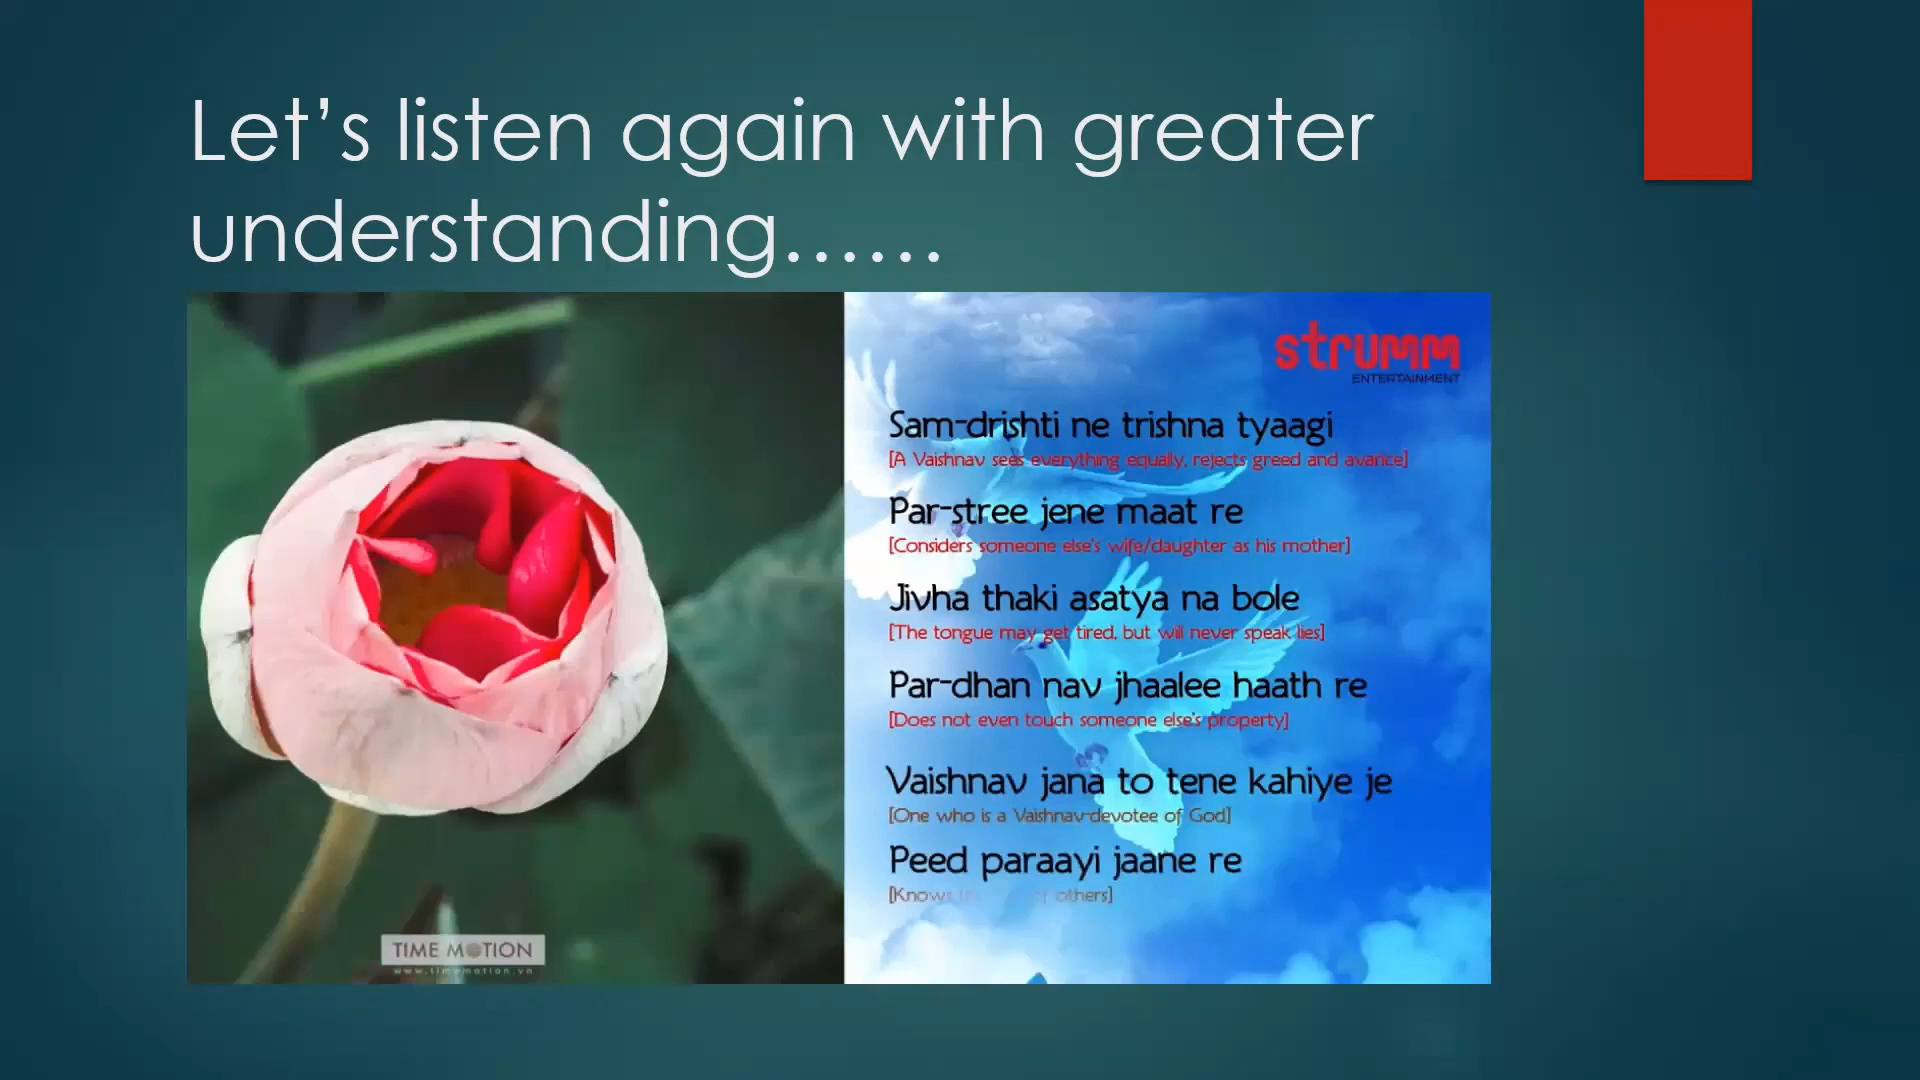 Let’s listen again with greater
understanding……
strumm
ENTERTAINMENT
Sam-drishti ne trishna tyaagi
[A Vaishnav sees everything equally, rejects greed and avarice]
Par-stree jene maat re
[Considers someone else's wife/daughter as his mother]
Jivha thaki asatya na bole
[The tongue may get tired, but will never speak lies]
Par-dhan nav jhaalee haath re
[Does not even touch someone else's property]
Vaishnav jana to tene kahiye je
[One who is a Vaishnav-devotee of God]
Peed paraayi jaane re
[Knows others]
TIME MOTION
www.timemotion.vn